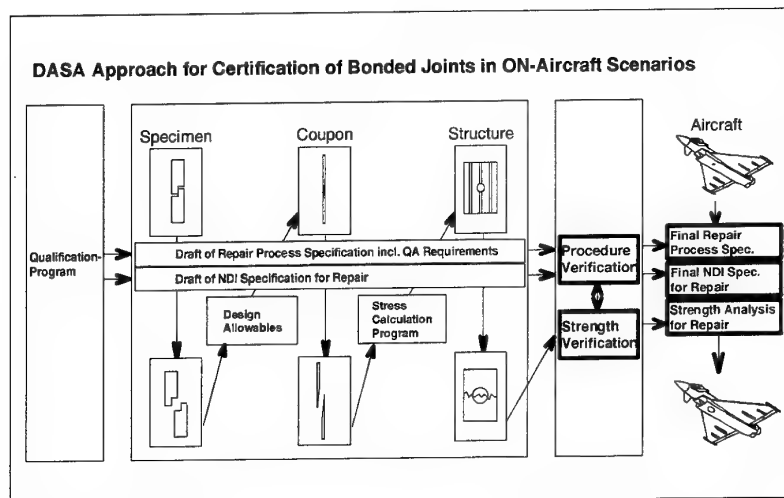 DASA Approach for Certification of Bonded Joints in ON-Aircraft Scenarios
Specimen
Coupon
Structure
Aircraft
Qualification-
Program
Draft of Repair Process Specification incl. QA Requirements
Draft of NDI Specification for Repair
Design
Allowables
Stress
Calculation
Program
Procedure
Verification
Strength
Verification
Final Repair
Process Spec.
Final NDI Spec.
for Repair
Strength Analysis
for Repair